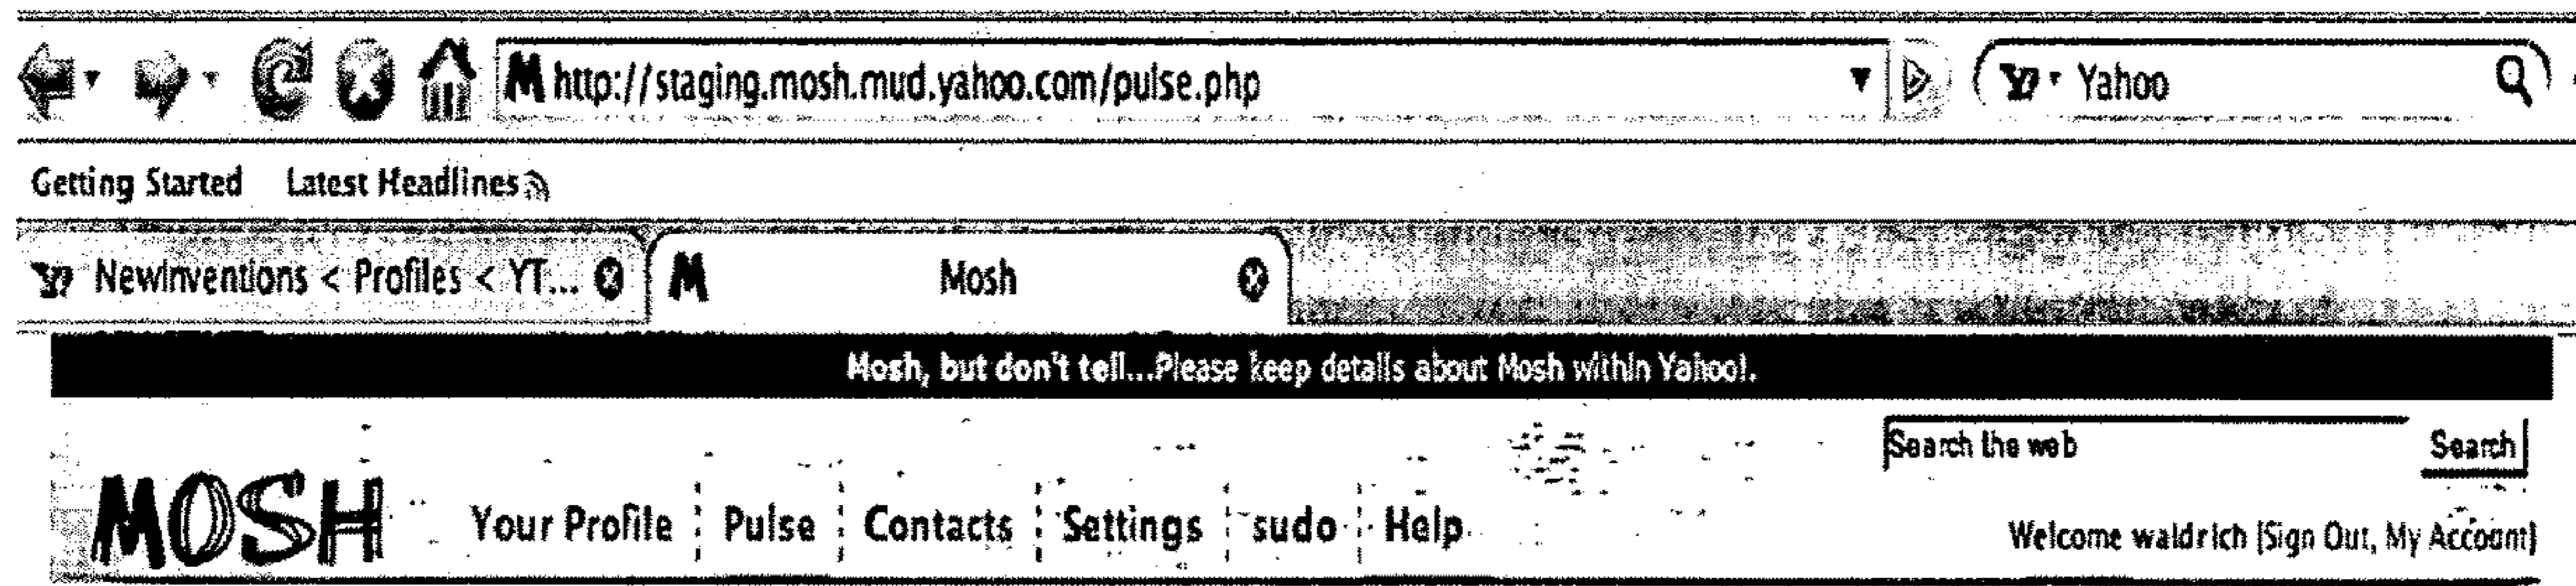 M http://staging.mosh.mud.yahoo.com/pulse.php Y! Yahoo
Getting Started Latest Headlines
Y! NewInventions < Profiles < YT... M Mosh
Mosh, but don't tell...Please keep details about Mosh within Yahoo!.
Search the web Search
MOSH Your Profile Pulse Contacts Settings sudo Help
Welcome waldrich [Sign Out, My Account]